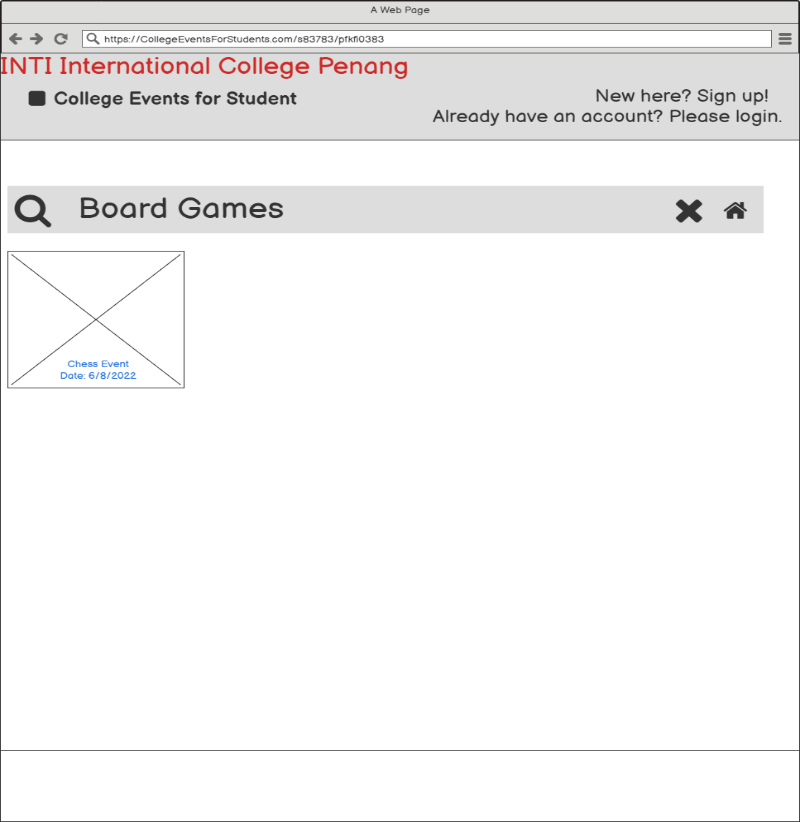 A Web Page
https://CollegeEventsForStudents.com/s83783/pfkfi0383
INTI International College Penang
College Events for Student
New here? Sign up!
Already have an account? Please login.
Board Games
Chess Event
Date: 6/8/2022